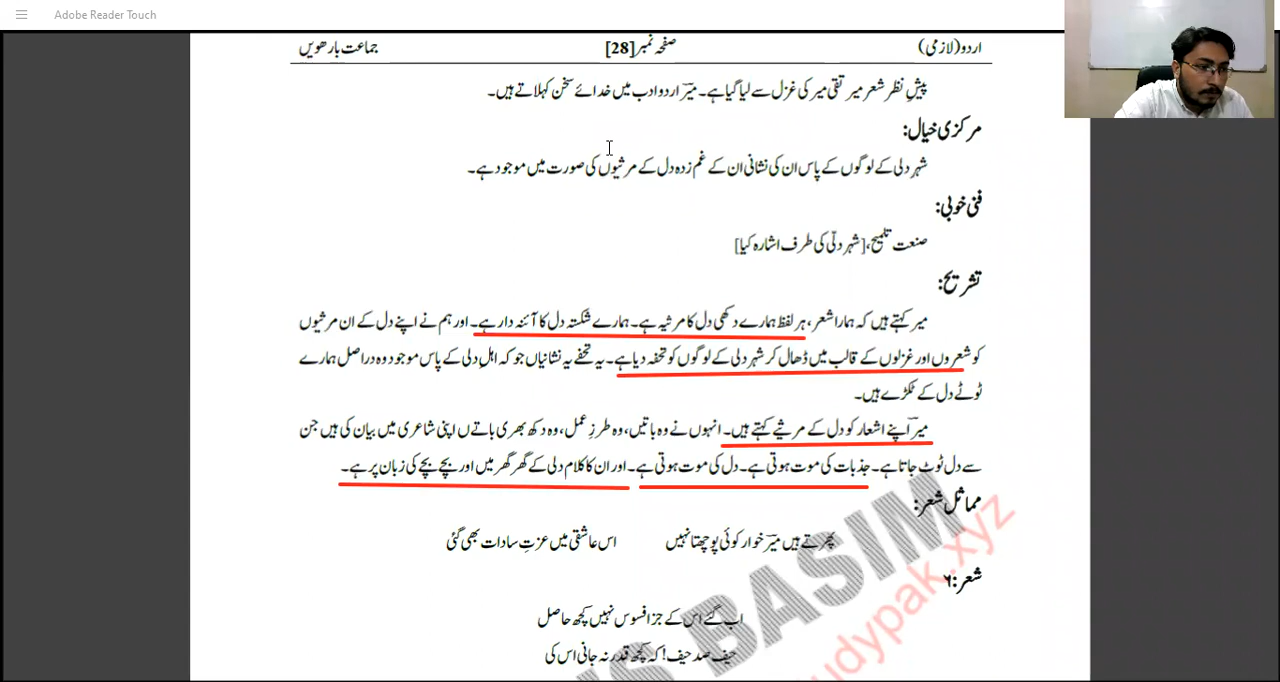 Adobe Reader Touch
اردو(لازمی) صفحہ نمبر[28] جماعت بارھویں
پیشِ نظر شعر میر تقی میر کی غزل سے لیا گیا ہے۔ میرؔ اردو ادب میں خدائے سخن کہلاتے ہیں۔
مرکزی خیال:
شہر دلی کے لوگوں کے پاس ان کی نشانی ان کے غم زدہ دل کے مرثیوں کی صورت میں موجود ہے۔
فنی خوبی:
صنعت تلمیح، [شہر دلّی کی طرف اشارہ کیا]
تشریح:
میر کہتے ہیں کہ ہمارا شعر، ہر لفظ ہمارے دکھی دل کا مرثیہ ہے۔ ہمارے شکستہ دل کا آئنہ دار ہے۔ اور ہم نے اپنے دل کے ان مرثیوں
کو شعروں اور غزلوں کے قالب میں ڈھال کر شہر دلی کے لوگوں کو تحفہ دیا ہے۔ یہ تحفے یہ نشانیاں جو کہ اہلِ دلی کے پاس موجود وہ دراصل ہمارے
ٹوٹے دل کے ٹکڑے ہیں۔
میرؔ اپنے اشعار کو دل کے مرثیے کہتے ہیں۔ انہوں نے وہ باتیں، وہ طرزِ عمل، وہ دکھ بھری باتے ں اپنی شاعری میں بیان کی ہیں جن
سے دل ٹوٹ جاتا ہے۔ جذبات کی موت ہوتی ہے۔ دل کی موت ہوتی ہے۔ اور ان کا کلام دلی کے گھر گھر میں اور بچے بچے کی زبان پر ہے۔
مماثل شعر:
پھرتے ہیں میرؔ خوار کوئی پوچھتا نہیں اس عاشقی میں عزتِ سادات بھی گئی
شعر:۶
اب گئے اس کے جز افسوس نہیں کچھ حاصل
حیف صد حیف! کہ کچھ قدر نہ جانی اس کی
S BASIM
udypak.xyz